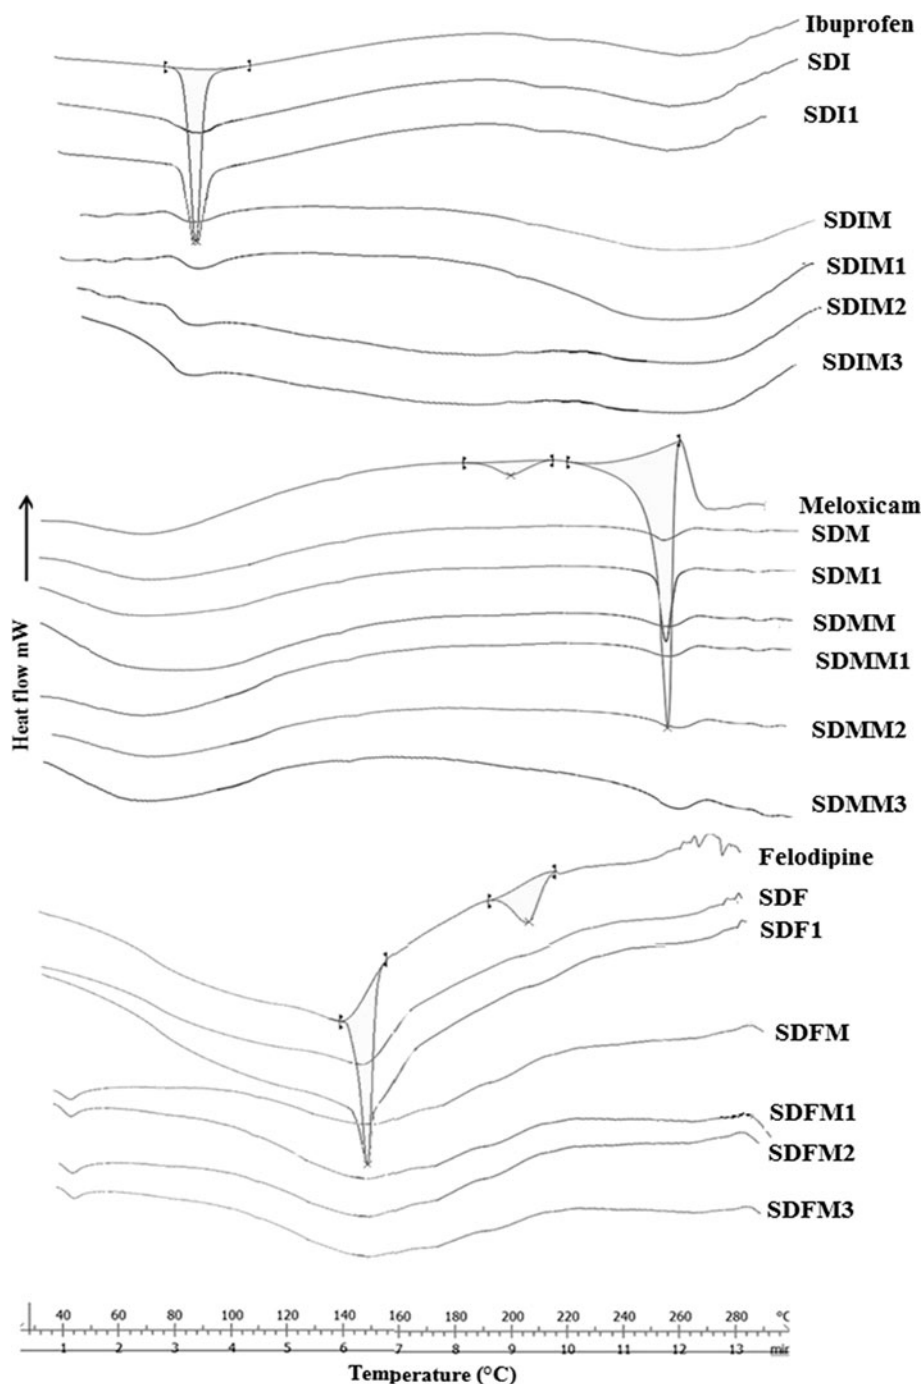 Ibuprofen
SDI
SDI1
SDIM
SDIM1
SDIM2
SDIM3
Meloxicam
SDM
SDM1
SDMM
SDMM1
SDMM2
SDMM3
Felodipine
SDF
SDF1
SDFM
SDFM1
SDFM2
SDFM3
Heat flow mW
40 60 80 100 120 140 160 180 200 220 240 260 280 °C
1 2 3 4 5 6 7 8 9 10 11 12 13 min
Temperature (°C)